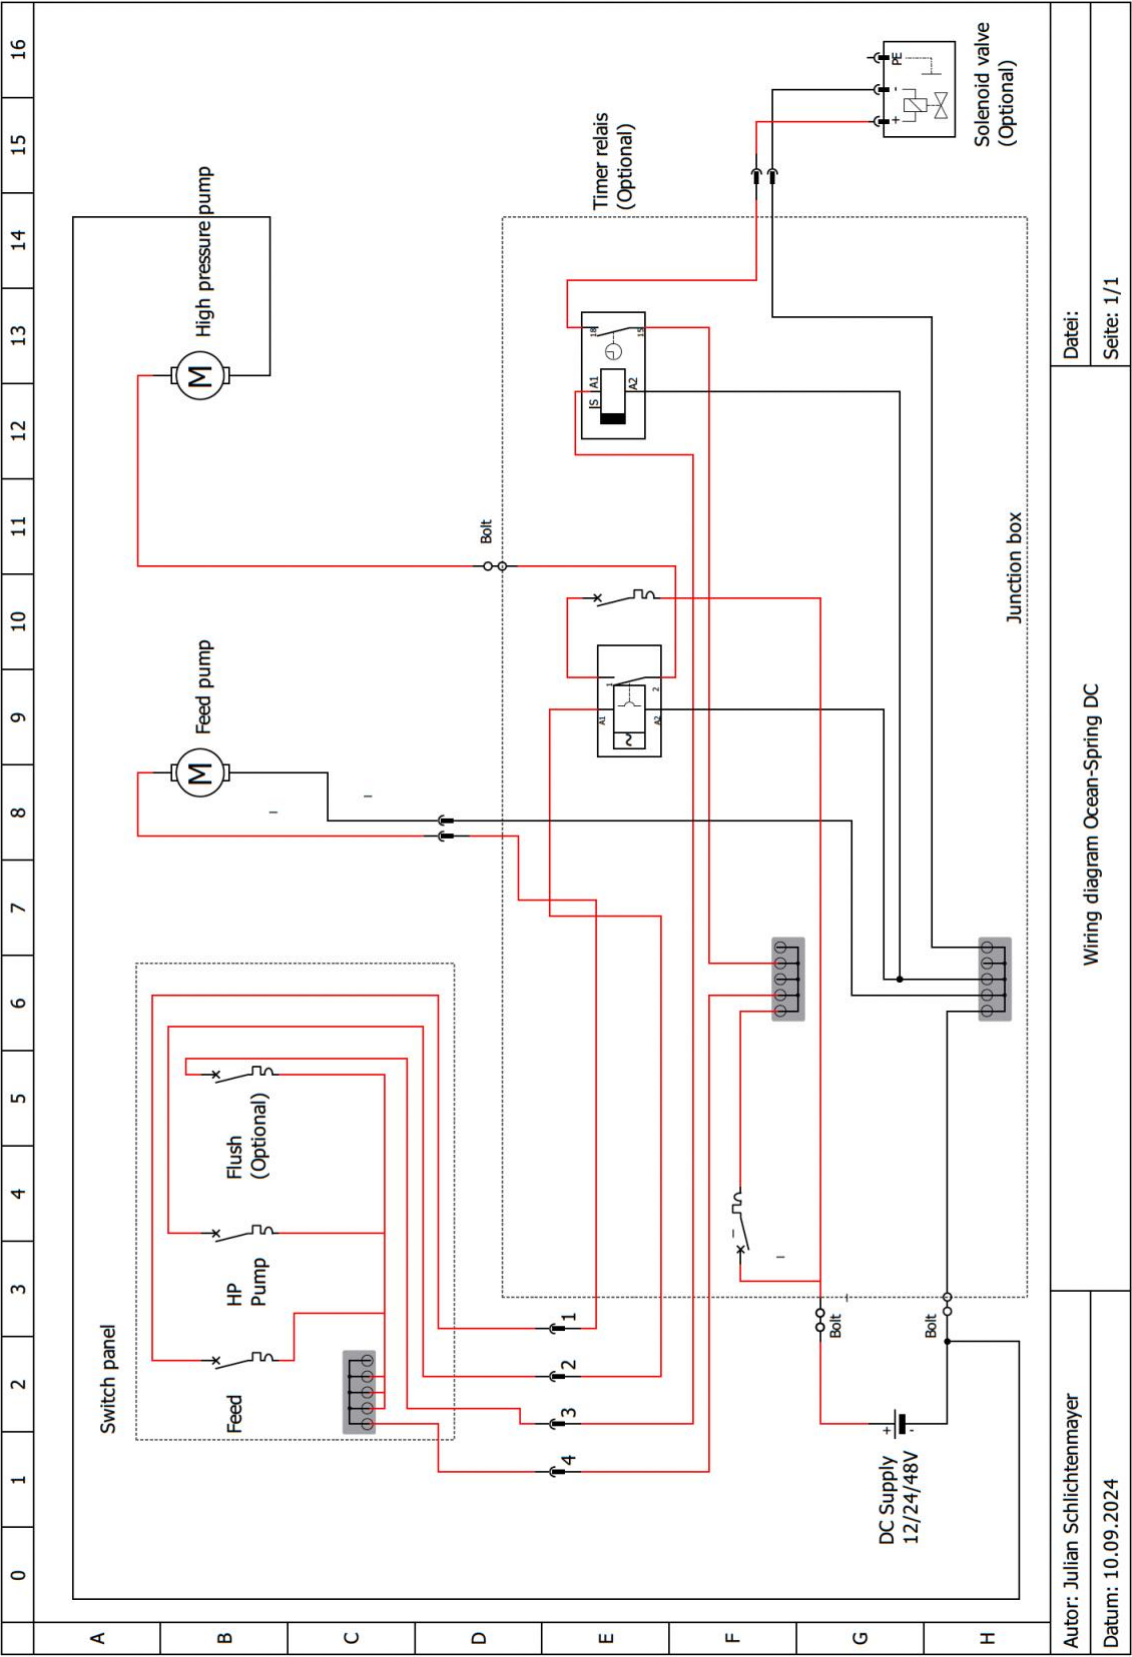 0
1
2
3
4
5
6
7
8
9
10
11
12
13
14
15
16
A
B
C
D
E
F
G
H
Switch panel
Feed
HP
Pump
Flush
(Optional)
Feed pump
M
High pressure pump
M
4
3
2
1
Bolt
A1
A2
1
2
~
Timer relais
(Optional)
S
A1
A2
18
15
Solenoid valve
(Optional)
+
-
PE
Junction box
DC Supply
12/24/48V
+
-
Bolt
Bolt
Autor: Julian Schlichtenmayer
Datum: 10.09.2024
Wiring diagram Ocean-Spring DC
Datei:
Seite: 1/1